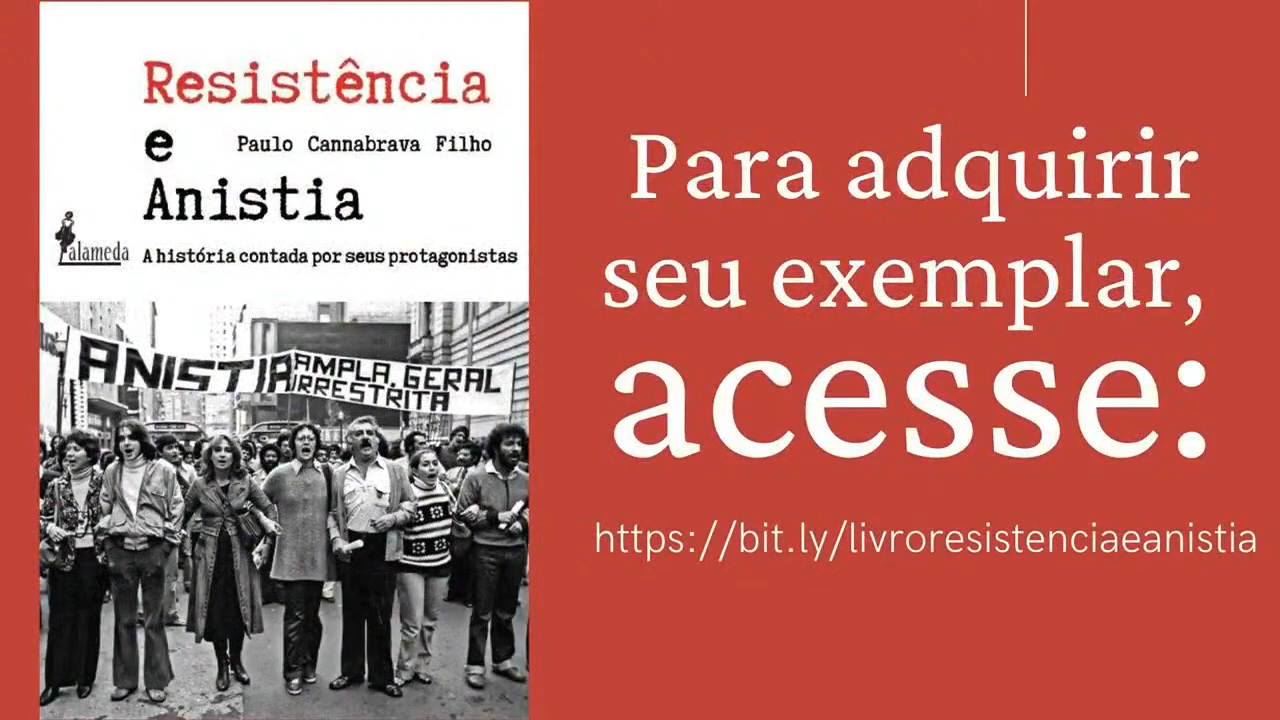 Resistência
e
Paulo Cannabrava Filho
Anistia
alameda
A história contada por seus protagonistas
ANISTIA
AMPLA, GERAL
IRRESTRITA
Para adquirir
seu exemplar,
acesse:
https://bit.ly/livroresistenciaeanistia